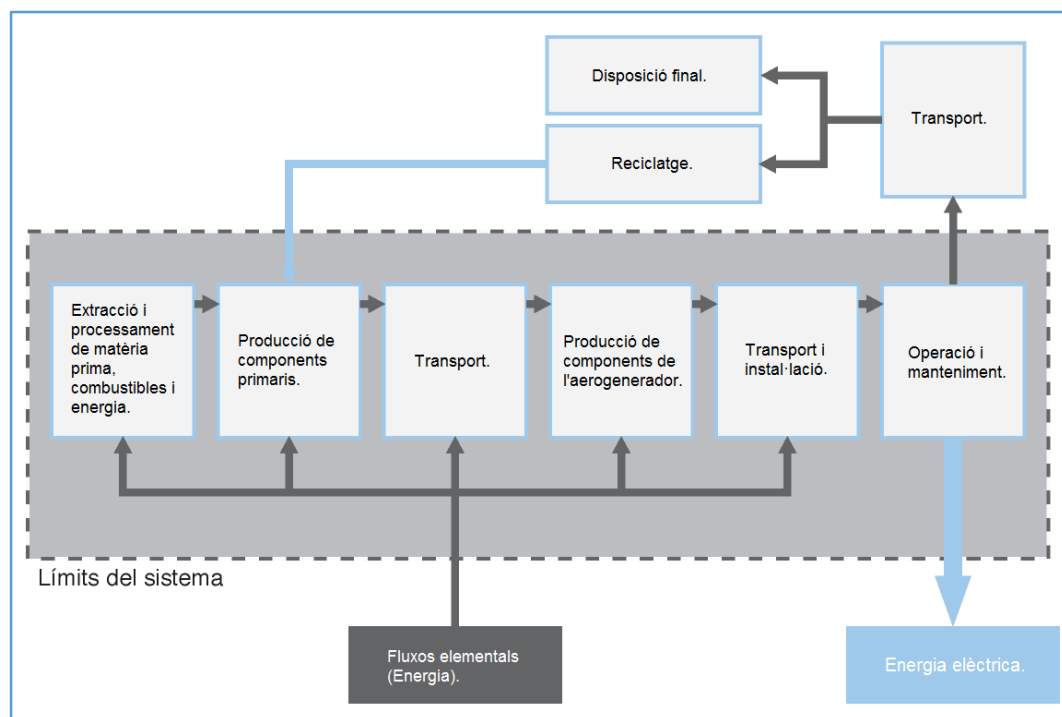 Disposició final.
Transport.
Reciclatge.
Extracció i
processament
de matèria
prima,
combustibles i
energia.
Producció de
components
primaris.
Transport.
Producció de
components de
l'aerogenerador.
Transport i
instal·lació.
Operació i
manteniment.
Límits del sistema
Fluxos elementals
(Energia).
Energia elèctrica.